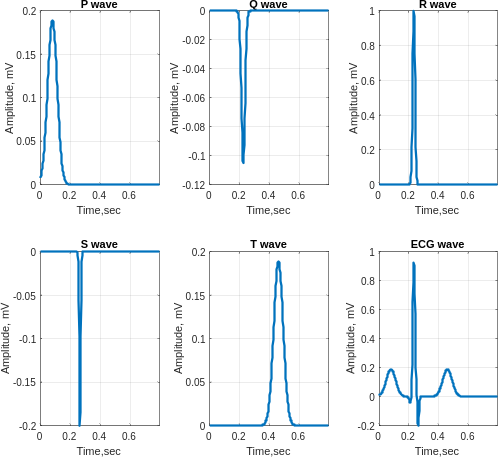 P wave
Q wave
R wave
Amplitude, mV
0.2
0.15
0.1
0.05
0
0 0.2 0.4 0.6
Time,sec
Amplitude, mV
0
-0.02
-0.04
-0.06
-0.08
-0.1
-0.12
0 0.2 0.4 0.6
Time,sec
Amplitude, mV
1
0.8
0.6
0.4
0.2
0
0 0.2 0.4 0.6
Time,sec
S wave
T wave
ECG wave
Amplitude, mV
0
-0.05
-0.1
-0.15
-0.2
0 0.2 0.4 0.6
Time,sec
Amplitude, mV
0.2
0.15
0.1
0.05
0
0 0.2 0.4 0.6
Time,sec
Amplitude, mV
1
0.8
0.6
0.4
0.2
0
-0.2
0 0.2 0.4 0.6
Time,sec